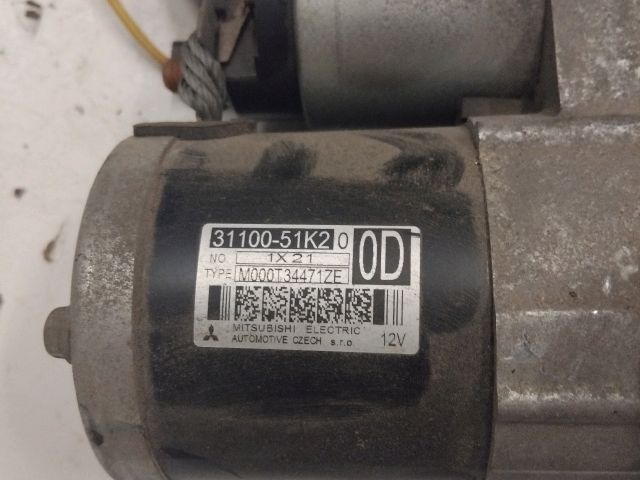 31100-51K2 0 0D
NO. 1X21
TYPE M000T34471ZE
MITSUBISHI ELECTRIC
AUTOMOTIVE CZECH s.r.o 12V